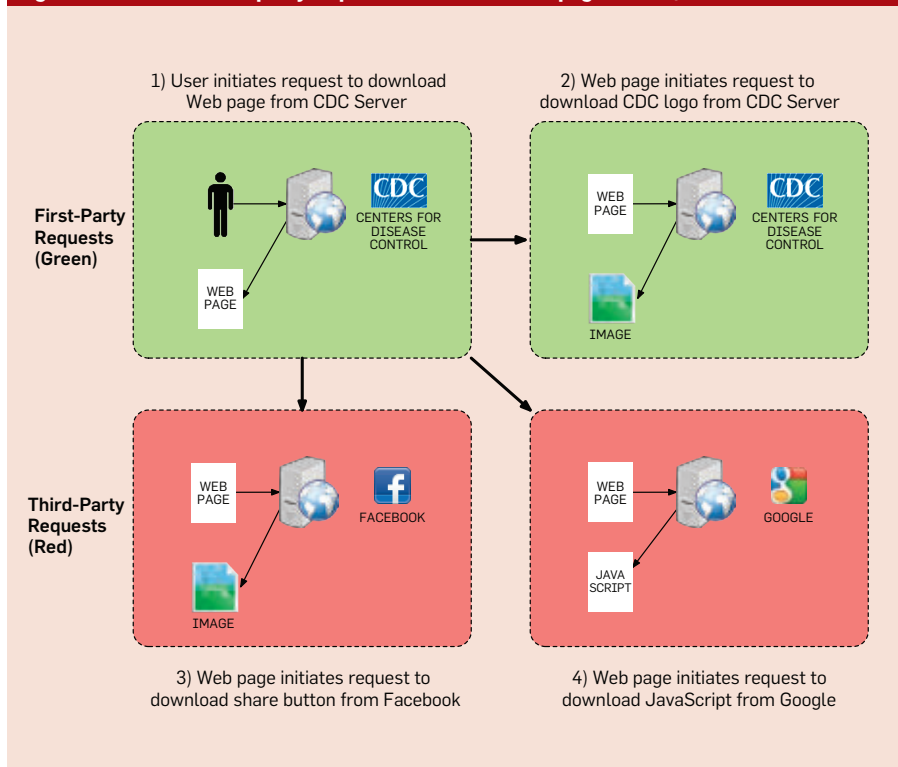 1) User initiates request to download
Web page from CDC Server
2) Web page initiates request to
download CDC logo from CDC Server
First-Party
Requests
(Green)
CDC
CENTERS FOR
DISEASE
CONTROL
WEB
PAGE
WEB
PAGE
CDC
CENTERS FOR
DISEASE
CONTROL
IMAGE
Third-Party
Requests
(Red)
WEB
PAGE
f
FACEBOOK
IMAGE
WEB
PAGE
g
GOOGLE
JAVA
SCRIPT
3) Web page initiates request to
download share button from Facebook
4) Web page initiates request to
download JavaScript from Google